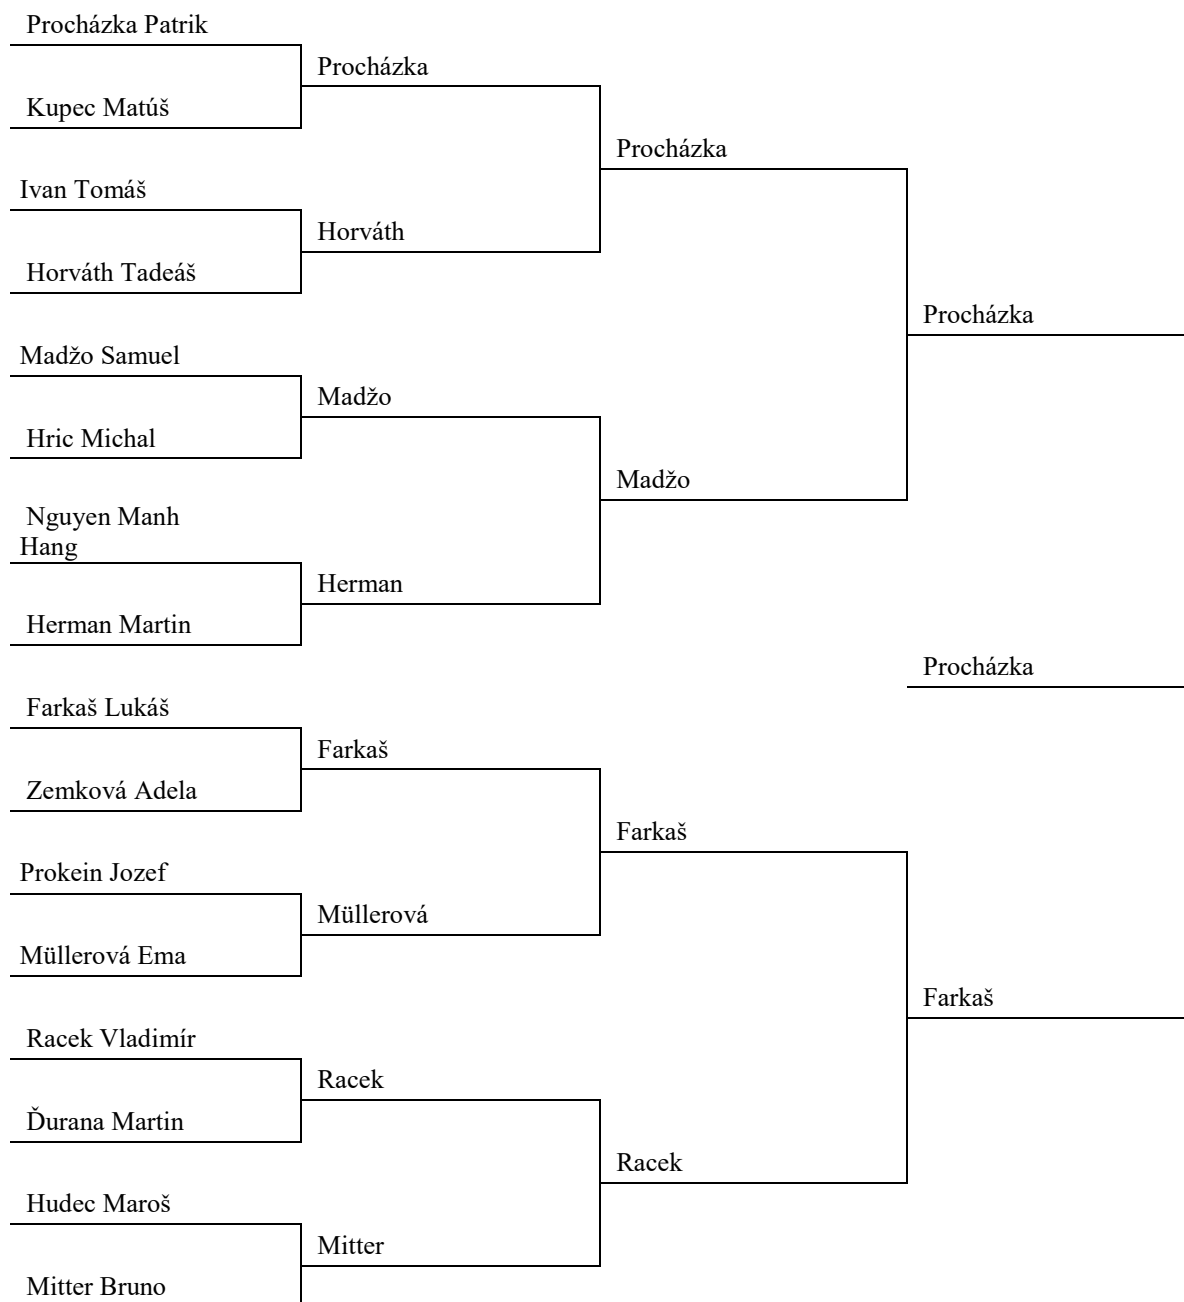 Procházka Patrik
Procházka
Kupec Matúš
Procházka
Ivan Tomáš
Horváth
Horváth Tadeáš
Procházka
Madžo Samuel
Madžo
Hric Michal
Madžo
Nguyen Manh
Hang
Herman
Herman Martin
Procházka
Farkaš Lukáš
Farkaš
Zemková Adela
Farkaš
Prokein Jozef
Müllerová
Müllerová Ema
Farkaš
Racek Vladimír
Racek
Ďurana Martin
Racek
Hudec Maroš
Mitter
Mitter Bruno